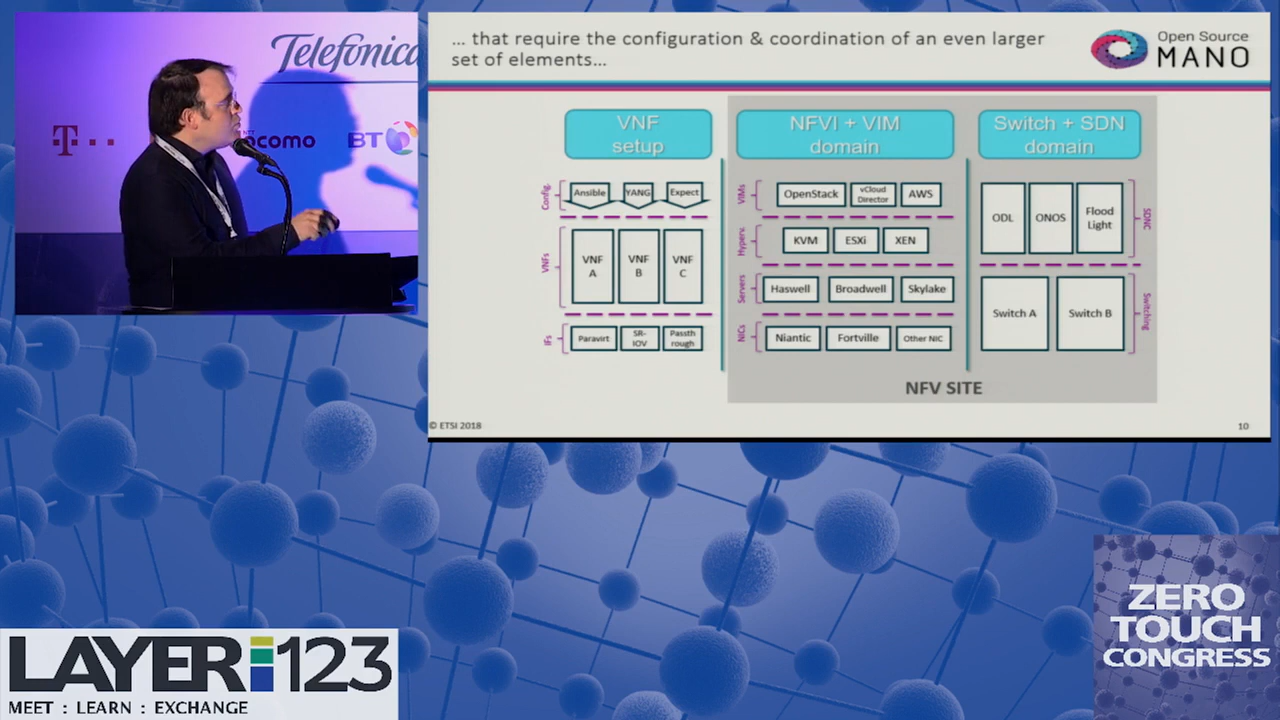 Telefónica
T
BT
... that require the configuration & coordination of an even larger
set of elements...
Open Source
MANO
VNF
setup
NFVI + VIM
domain
Switch + SDN
domain
Config.
Ansible
YANG
Expect
VIMs
OpenStack
vCloud
Director
AWS
ODL
ONOS
Flood
Light
SDNC
VNFs
VNF
A
VNF
B
VNF
C
Hyperv.
KVM
ESXi
XEN
Servers
Haswell
Broadwell
Skylake
Switch A
Switch B
Switching
IFs
Paravirt
SR-
IOV
Passth
rough
NICs
Niantic
Fortville
Other NIC
NFV SITE
© ETSI 2018
10
LAYER123
MEET : LEARN : EXCHANGE
ZERO
TOUCH
CONGRESS